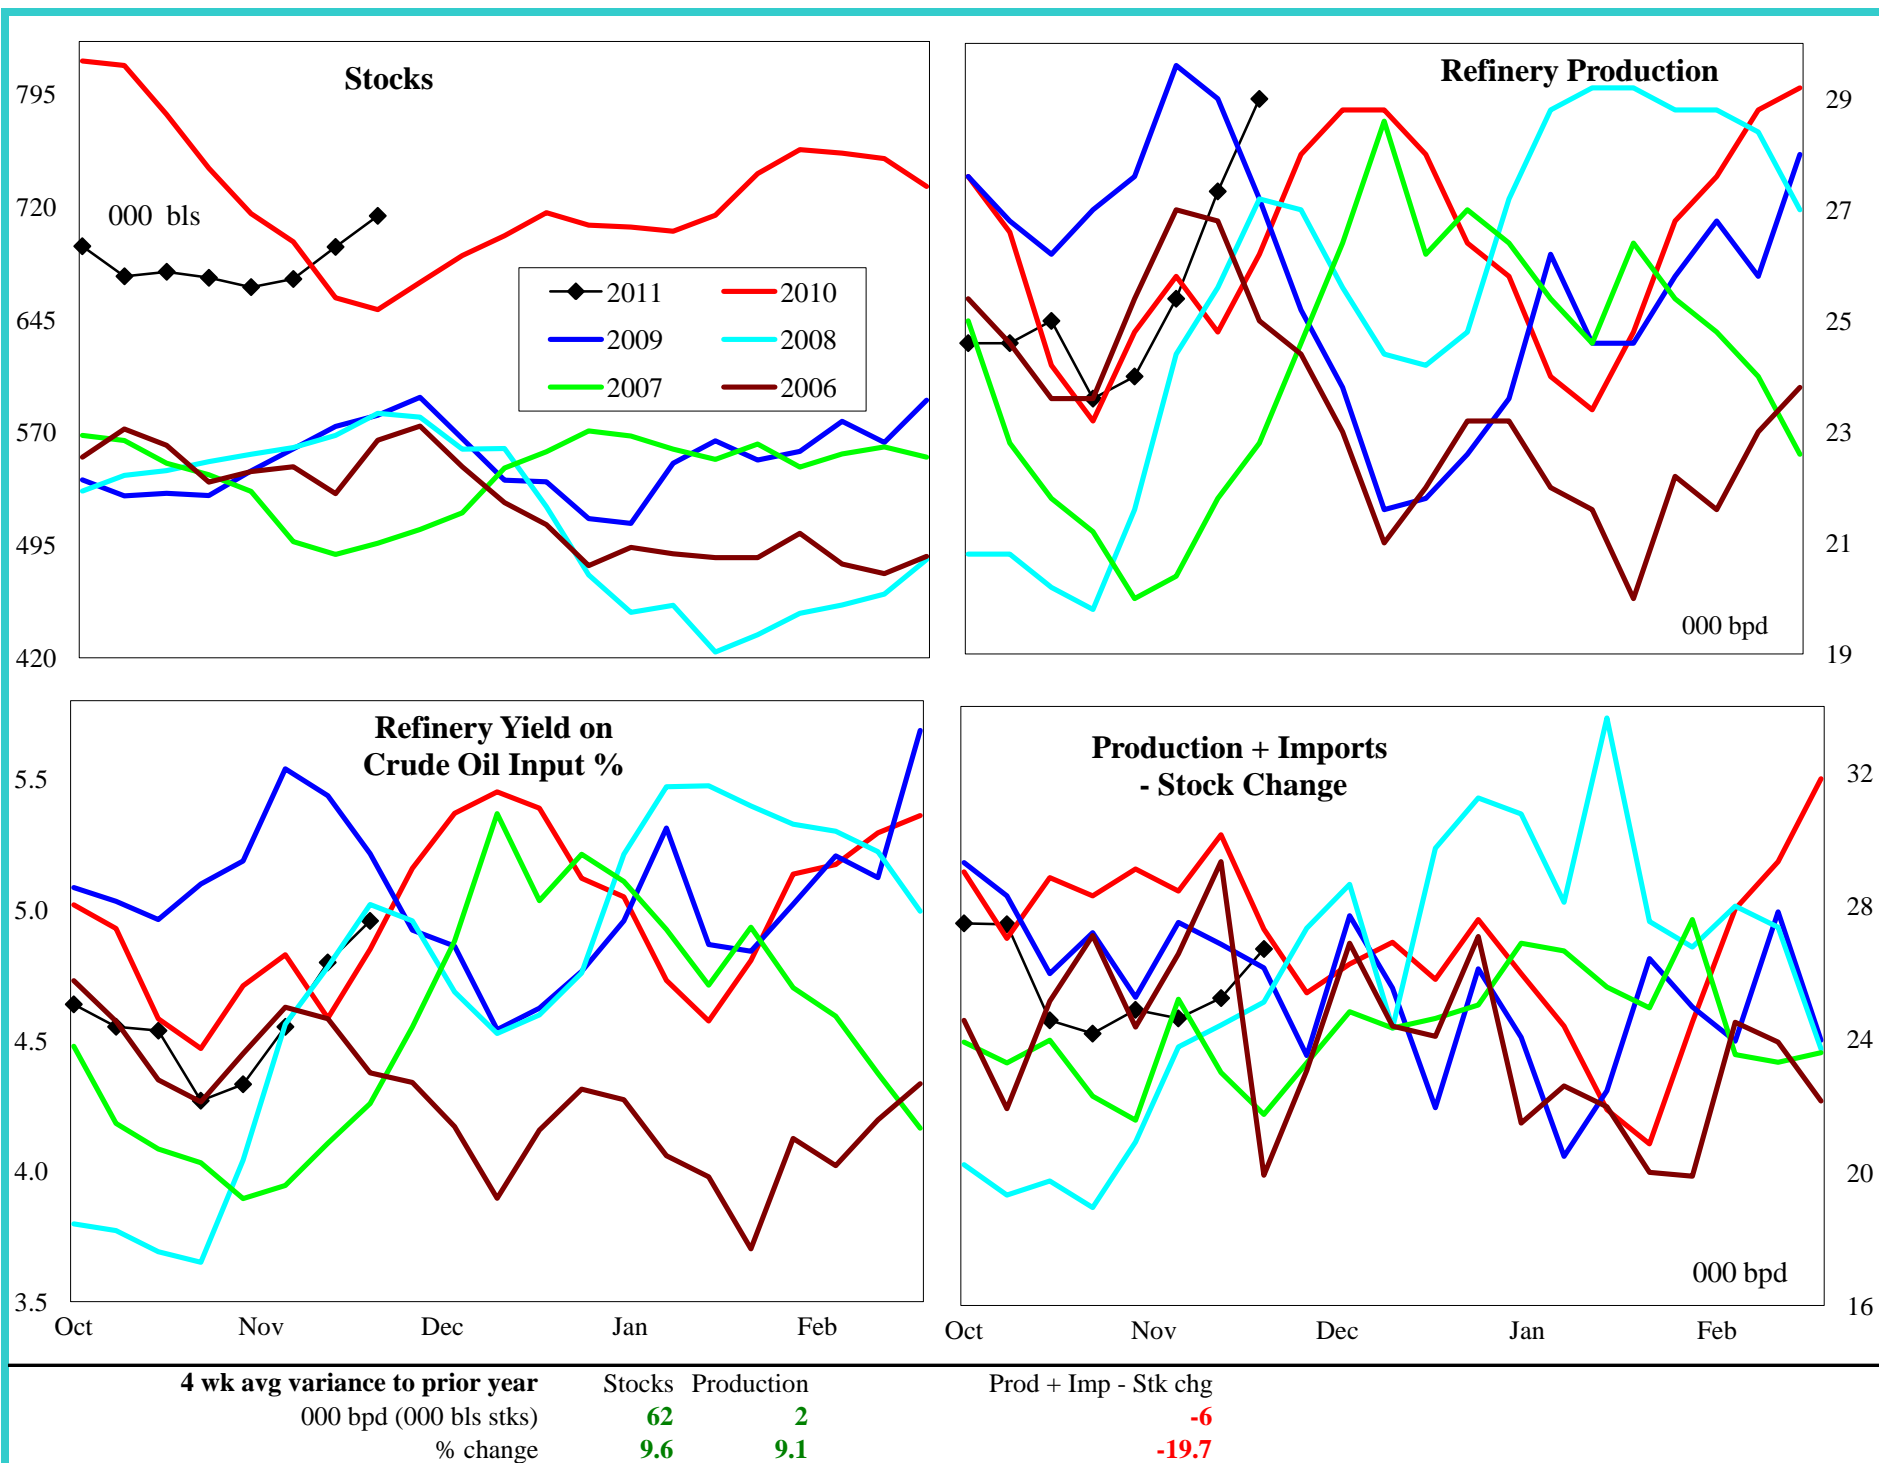 Stocks
795
720
645
570
495
420
000 bls
2011
2010
2009
2008
2007
2006
Refinery Production
29
27
25
23
21
19
000 bpd
Refinery Yield on
Crude Oil Input %
5.5
5.0
4.5
4.0
3.5
Oct Nov Dec Jan Feb
Production + Imports
- Stock Change
32
28
24
20
16
000 bpd
Oct Nov Dec Jan Feb
4 wk avg variance to prior year Stocks Production Prod + Imp - Stk chg
000 bpd (000 bls stks) 62 2 -6
% change 9.6 9.1 -19.7